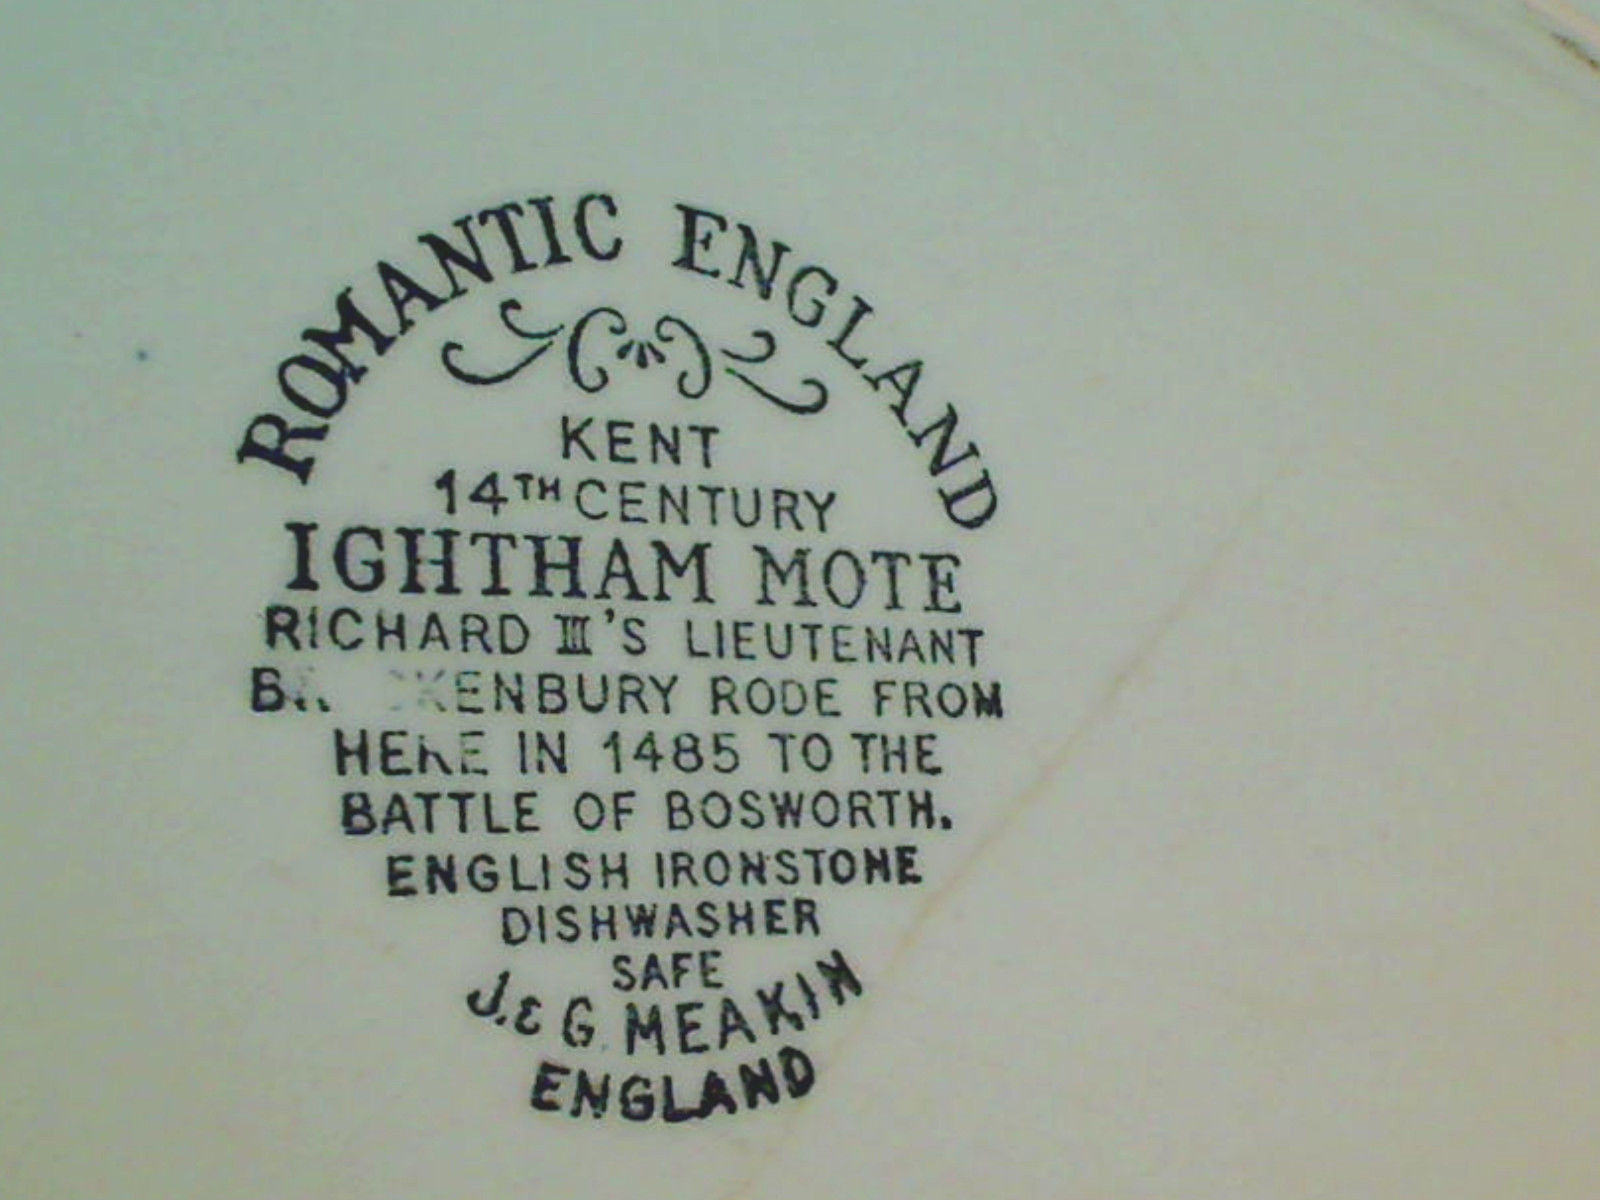 ROMANTIC ENGLAND
KENT
14TH CENTURY
IGHTHAM MOTE
RICHARD III'S LIEUTENANT
RODE FROM
HERE IN 1485 TO THE
BATTLE OF BOSWORTH.
ENGLISH IRONSTONE
DISHWASHER
SAFE
J. & G. MEAKIN
ENGLAND